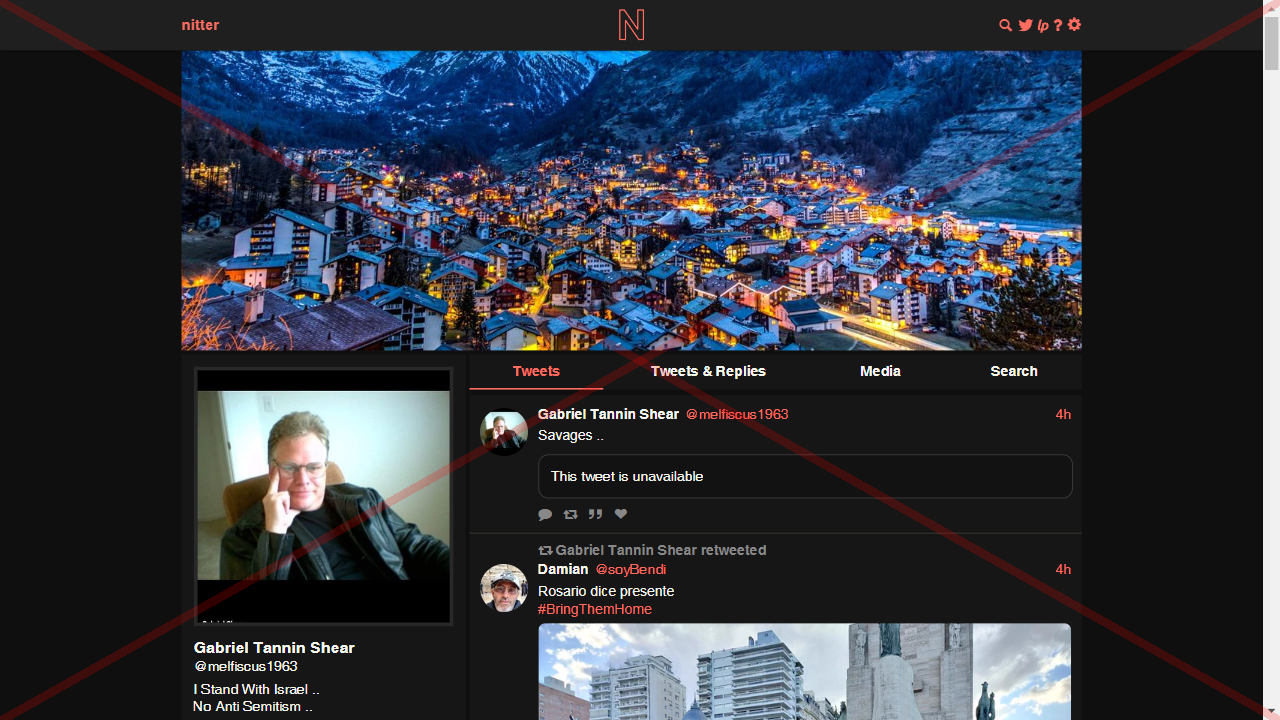 nitter
N
lp ?
Tweets
Tweets & Replies
Media
Search
Gabriel Tannin Shear @melfiscus1963 4h
Savages ..
This tweet is unavailable
Gabriel Tannin Shear retweeted
Damian @soyBendi 4h
Rosario dice presente
#BringThemHome
Gabriel Tannin Shear
@melfiscus1963
I Stand With Israel ..
No Anti Semitism ..